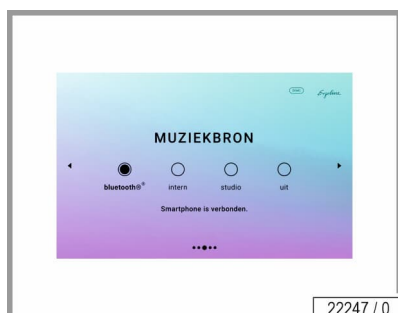 MUZIEKBRON
bluetooth®®
intern
studio
uit
Smartphone is verbonden.
22247 / 0